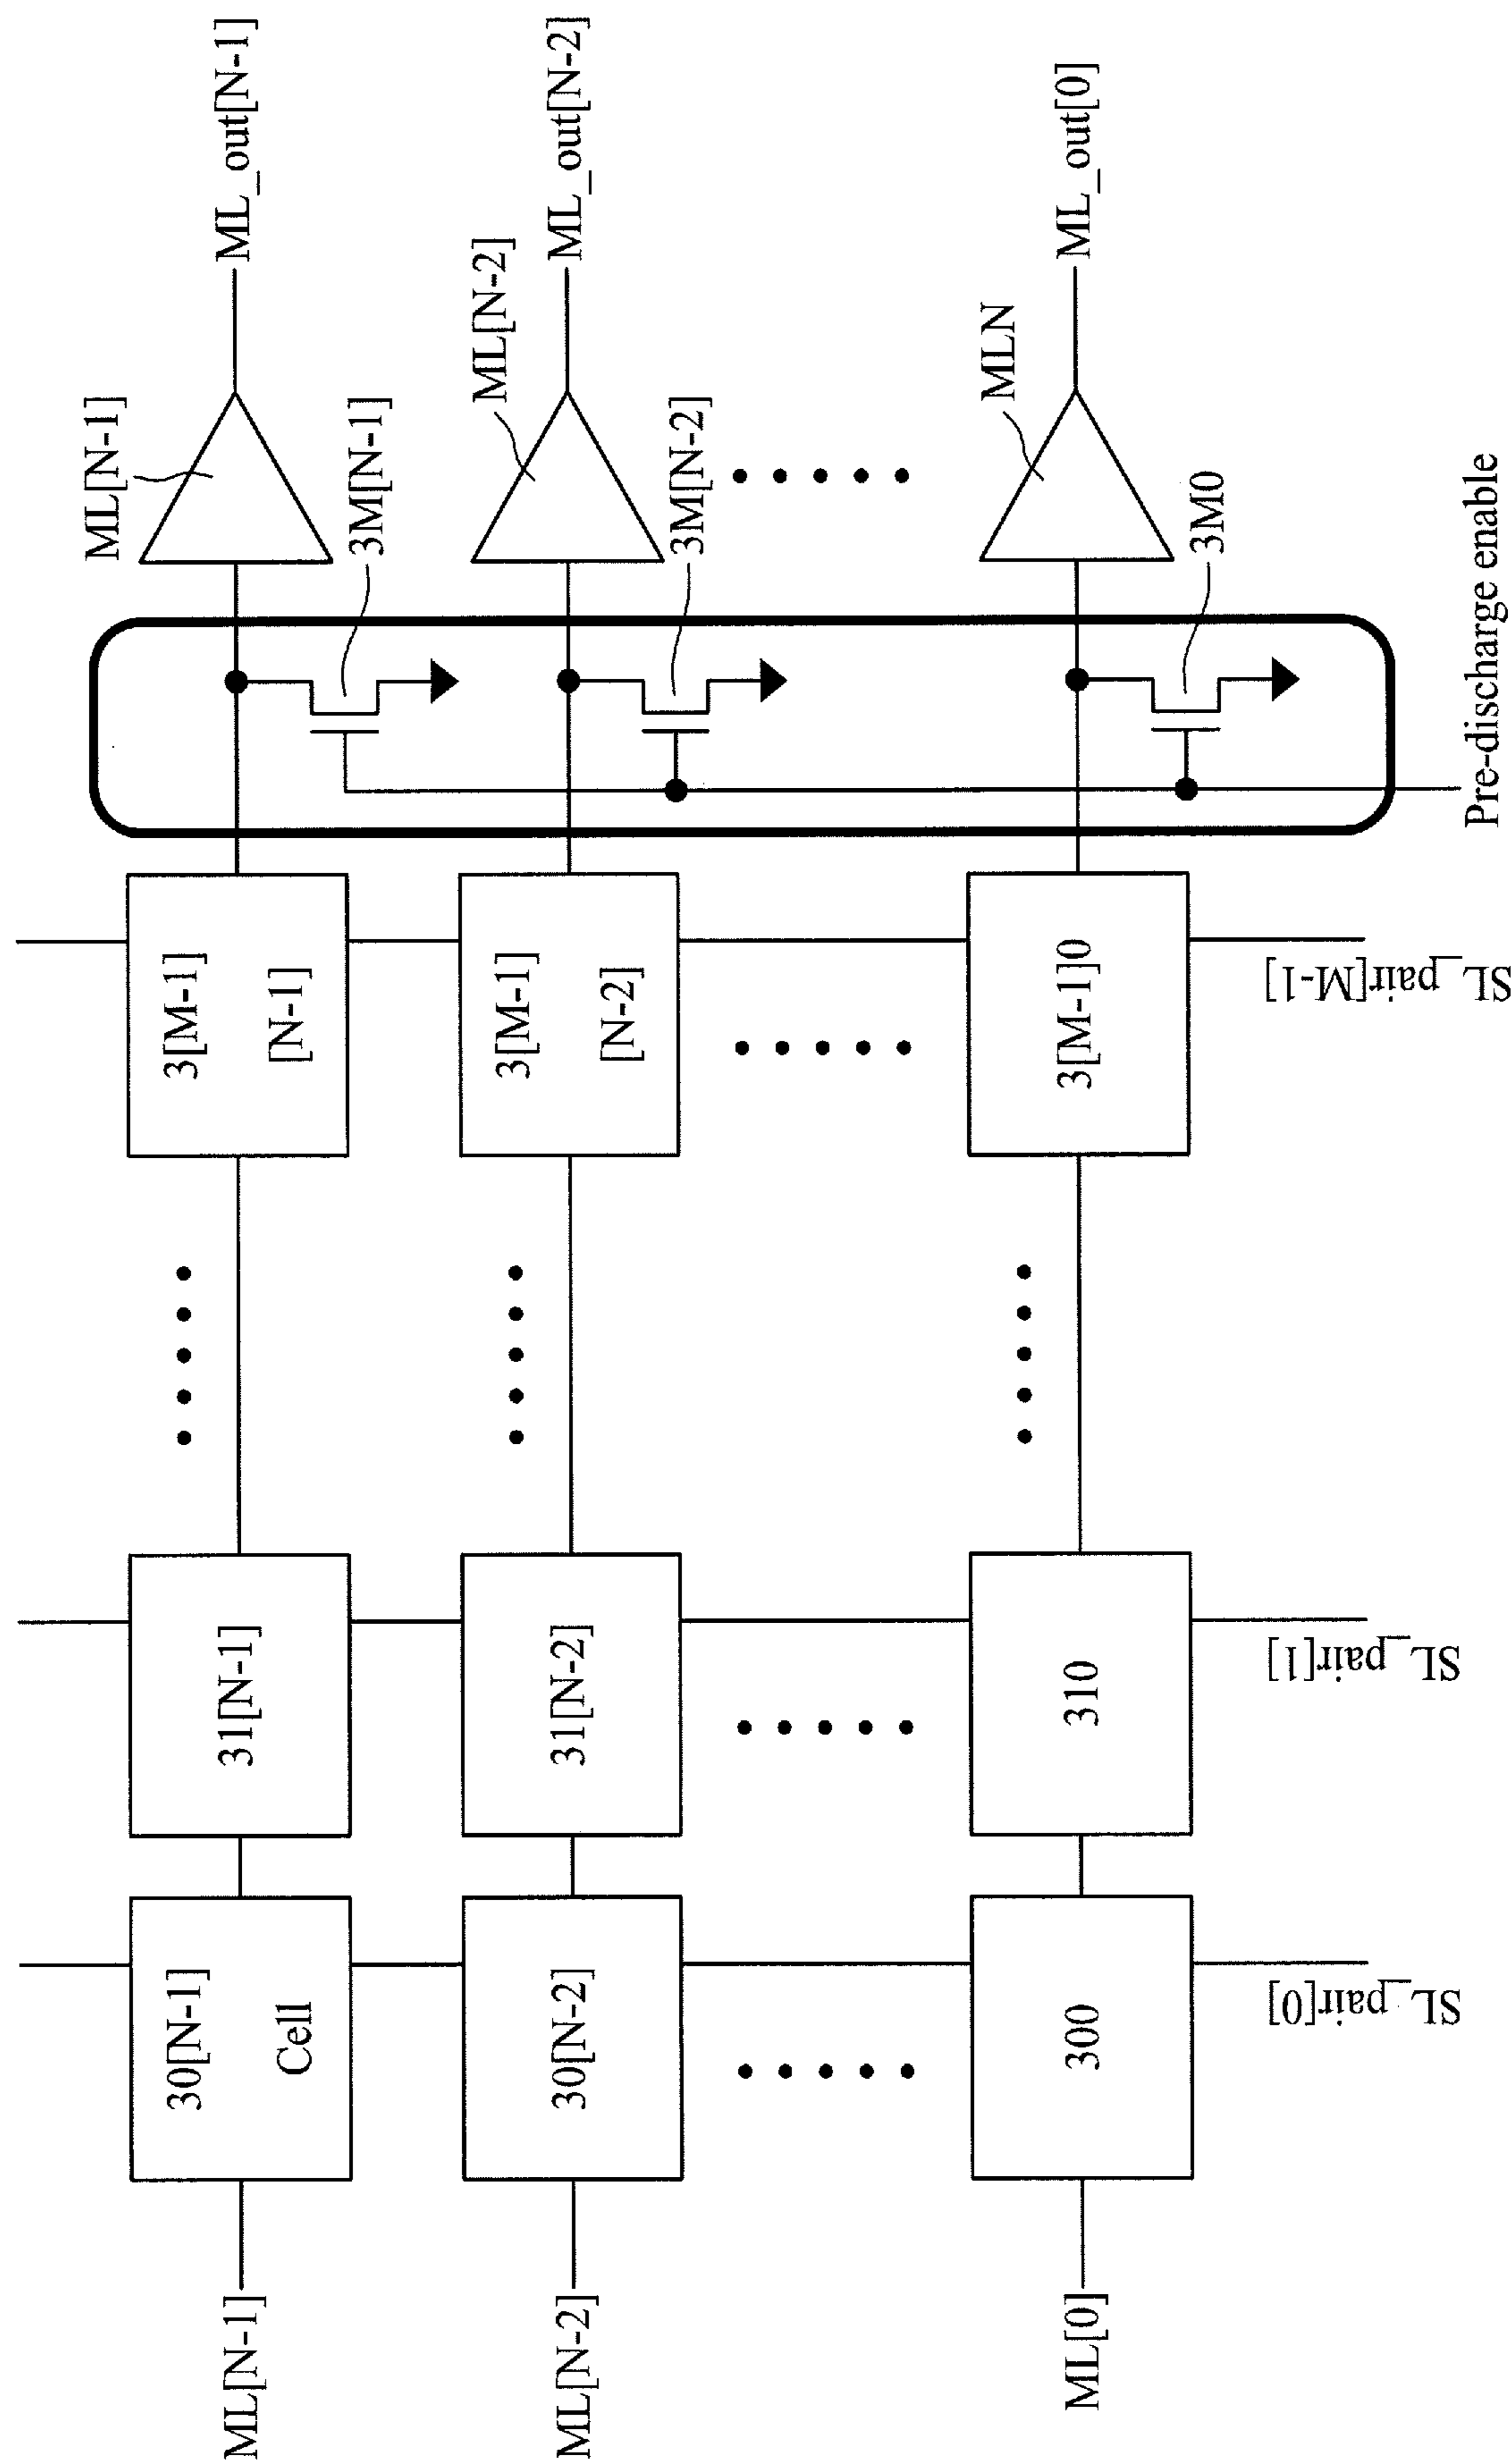 ML[N-1]
30[N-1]
Cell
31[N-1]
3[M-1]
[N-1]
3M[N-1]
ML[N-1]
ML_out[N-1]
ML[N-2]
30[N-2]
31[N-2]
3[M-1]
[N-2]
3M[N-2]
ML[N-2]
ML_out[N-2]
ML[0]
300
310
3[M-1]0
3M0
MLN
ML_out[0]
SL_pair[0]
SL_pair[1]
SL_pair[M-1]
Pre-discharge enable